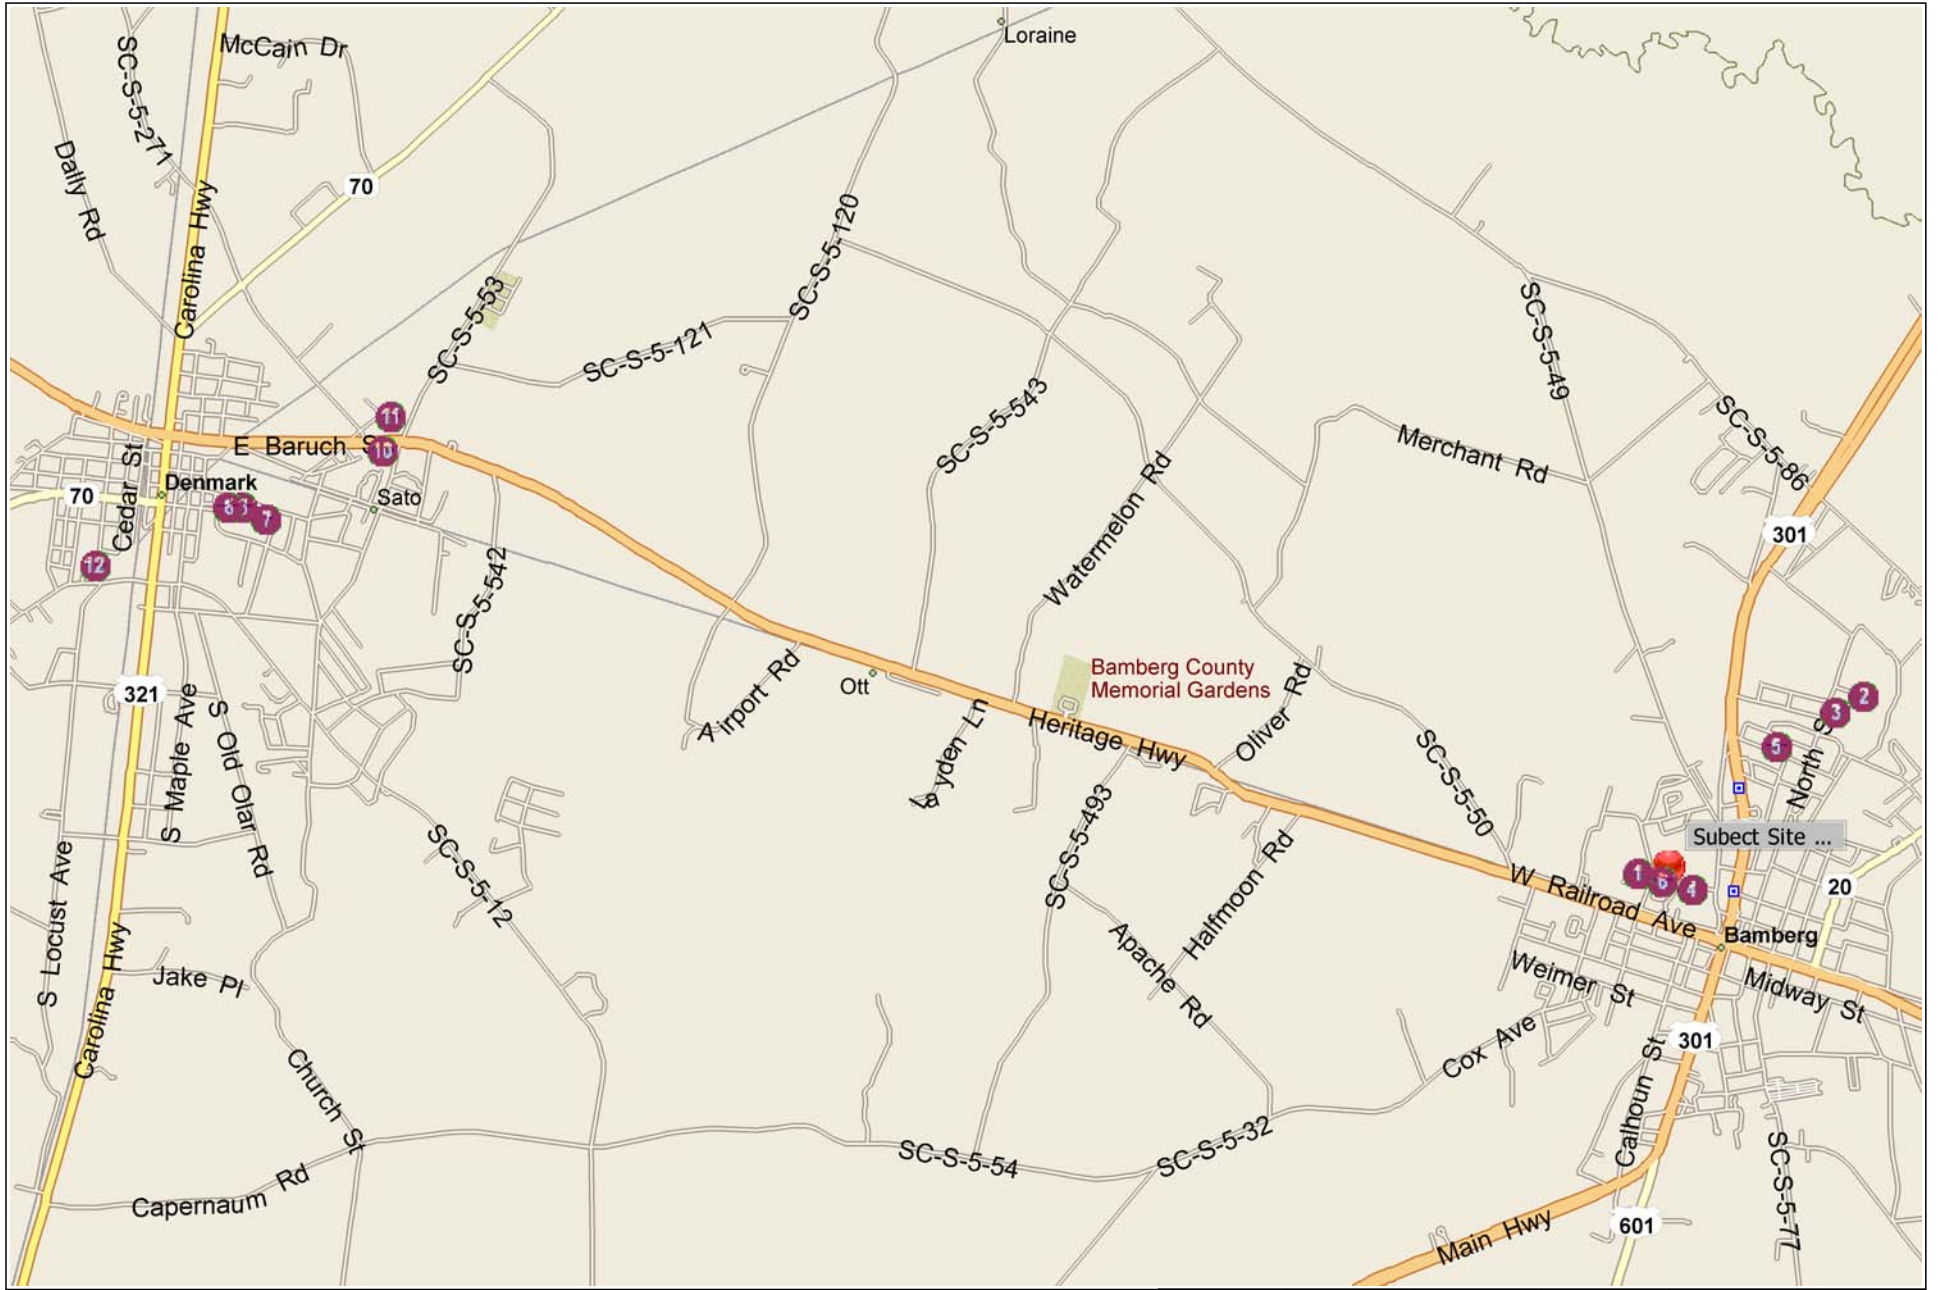 Loraine
McCain Dr
SC-S-5-271
Dally Rd
70
Carolina Hwy
SC-S-5-120
SC-S-5-53
SC-S-5-121
SC-S-5-49
SC-S-5-543
SC-S-5-86
Merchant Rd
11
E Baruch
10
Cedar St
Denmark
70
Sato
8
7
12
Watermelon Rd
301
SC-S-5-542
321
Airport Rd
Ott
Bamberg County
Memorial Gardens
Oliver Rd
2
3
5
North
S Maple Ave
S Old Olar Rd
Layden Ln
Heritage Hwy
SC-S-5-50
SC-S-5-493
Subect Site ...
Halfmoon Rd
SC-S-5-12
S Locust Ave
1
6
4
20
W Railroad Ave
Bamberg
Apache Rd
Weimer St
Midway St
Jake Pl
Carolina Hwy
Cox Ave
301
Church St
Calhoun St
SC-S-5-54
SC-S-5-32
SC-S-5-77
Capernaum Rd
601
Main Hwy